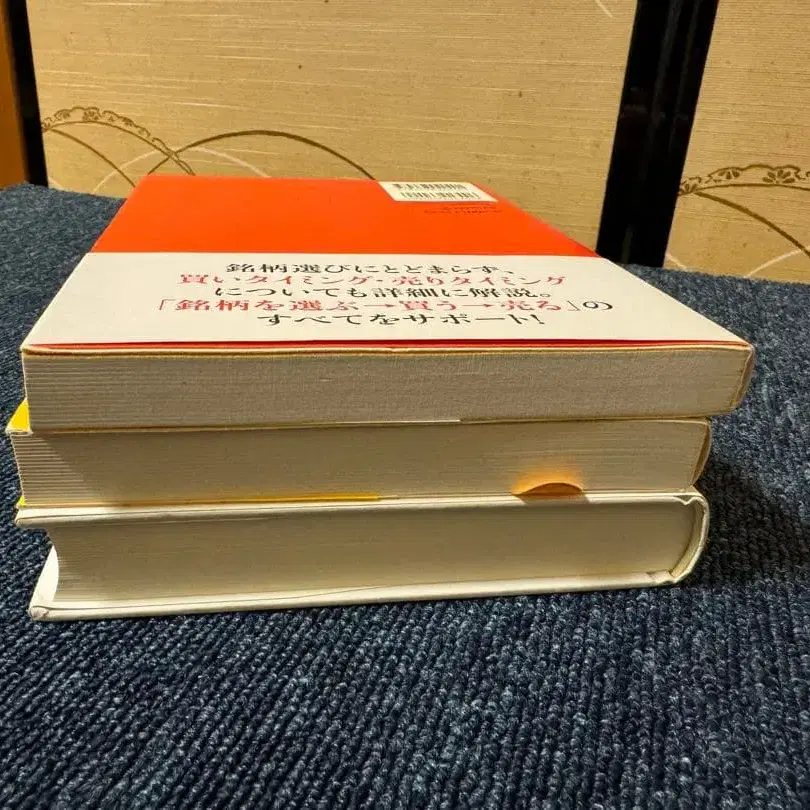 銘柄選びにとどまらず、
買いタイミング・売りタイミング
についても詳細に解説。
「銘柄を選ぶ→買う→売る」の
すべてをサポート!